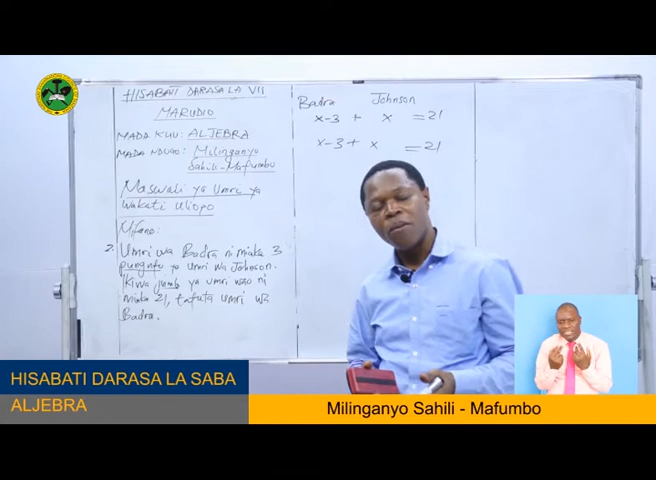 HISABATI DARASA LA VII
MARUDIO
MADA KUU: ALJEBRA
MADA NDOGO: Milinganyo
Sahili-Mafumbo
Maswali ya Umri ya
Wakati Uliopo
Mifano:
2. Umri wa Badra ni miaka 3
pungufu ya umri wa Johnson.
Kiwa jumla ya umri wao ni
miaka 21, tafuta umri wa
Badra.
Badra Johnson
x-3 + x =21
x-3+ x =21
HISABATI DARASA LA SABA
ALJEBRA
Milinganyo Sahili - Mafumbo